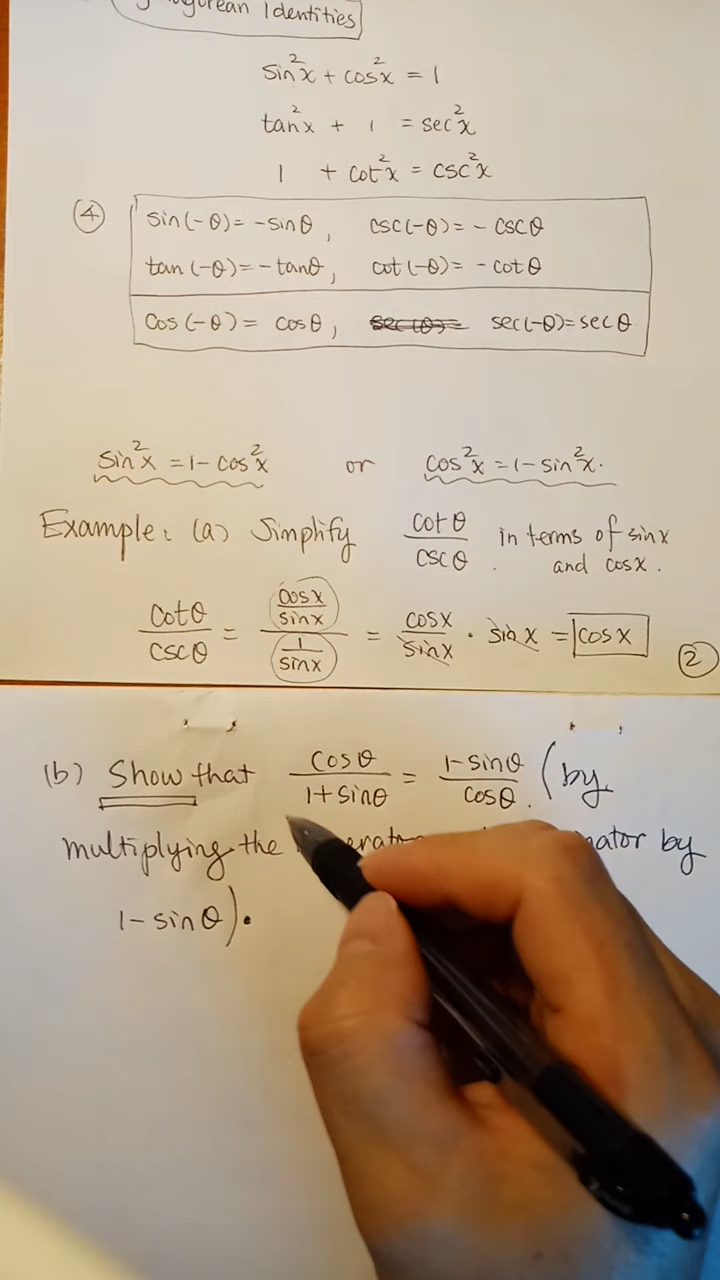 Identities
sin²x + cos²x = 1
tan²x + 1 = sec²x
1 + cot²x = csc²x
④ sin(-θ) = -sinθ, csc(-θ) = - cscθ
tan(-θ) = -tanθ, cot(-θ) = - cotθ
cos(-θ) = cosθ, sec(θ)= sec(-θ) = secθ
sin²x = 1 - cos²x or cos²x = 1 - sin²x.
Example: (a) Simplify cotθ/cscθ in terms of sinx
and cosx.
cotθ/cscθ = (cosx/sinx)/(1/sinx) = cosx/sinx · sinx = cosx
②
(b) Show that cosθ/(1+sinθ) = (1-sinθ)/cosθ. (by
multiplying the by
1 - sinθ).